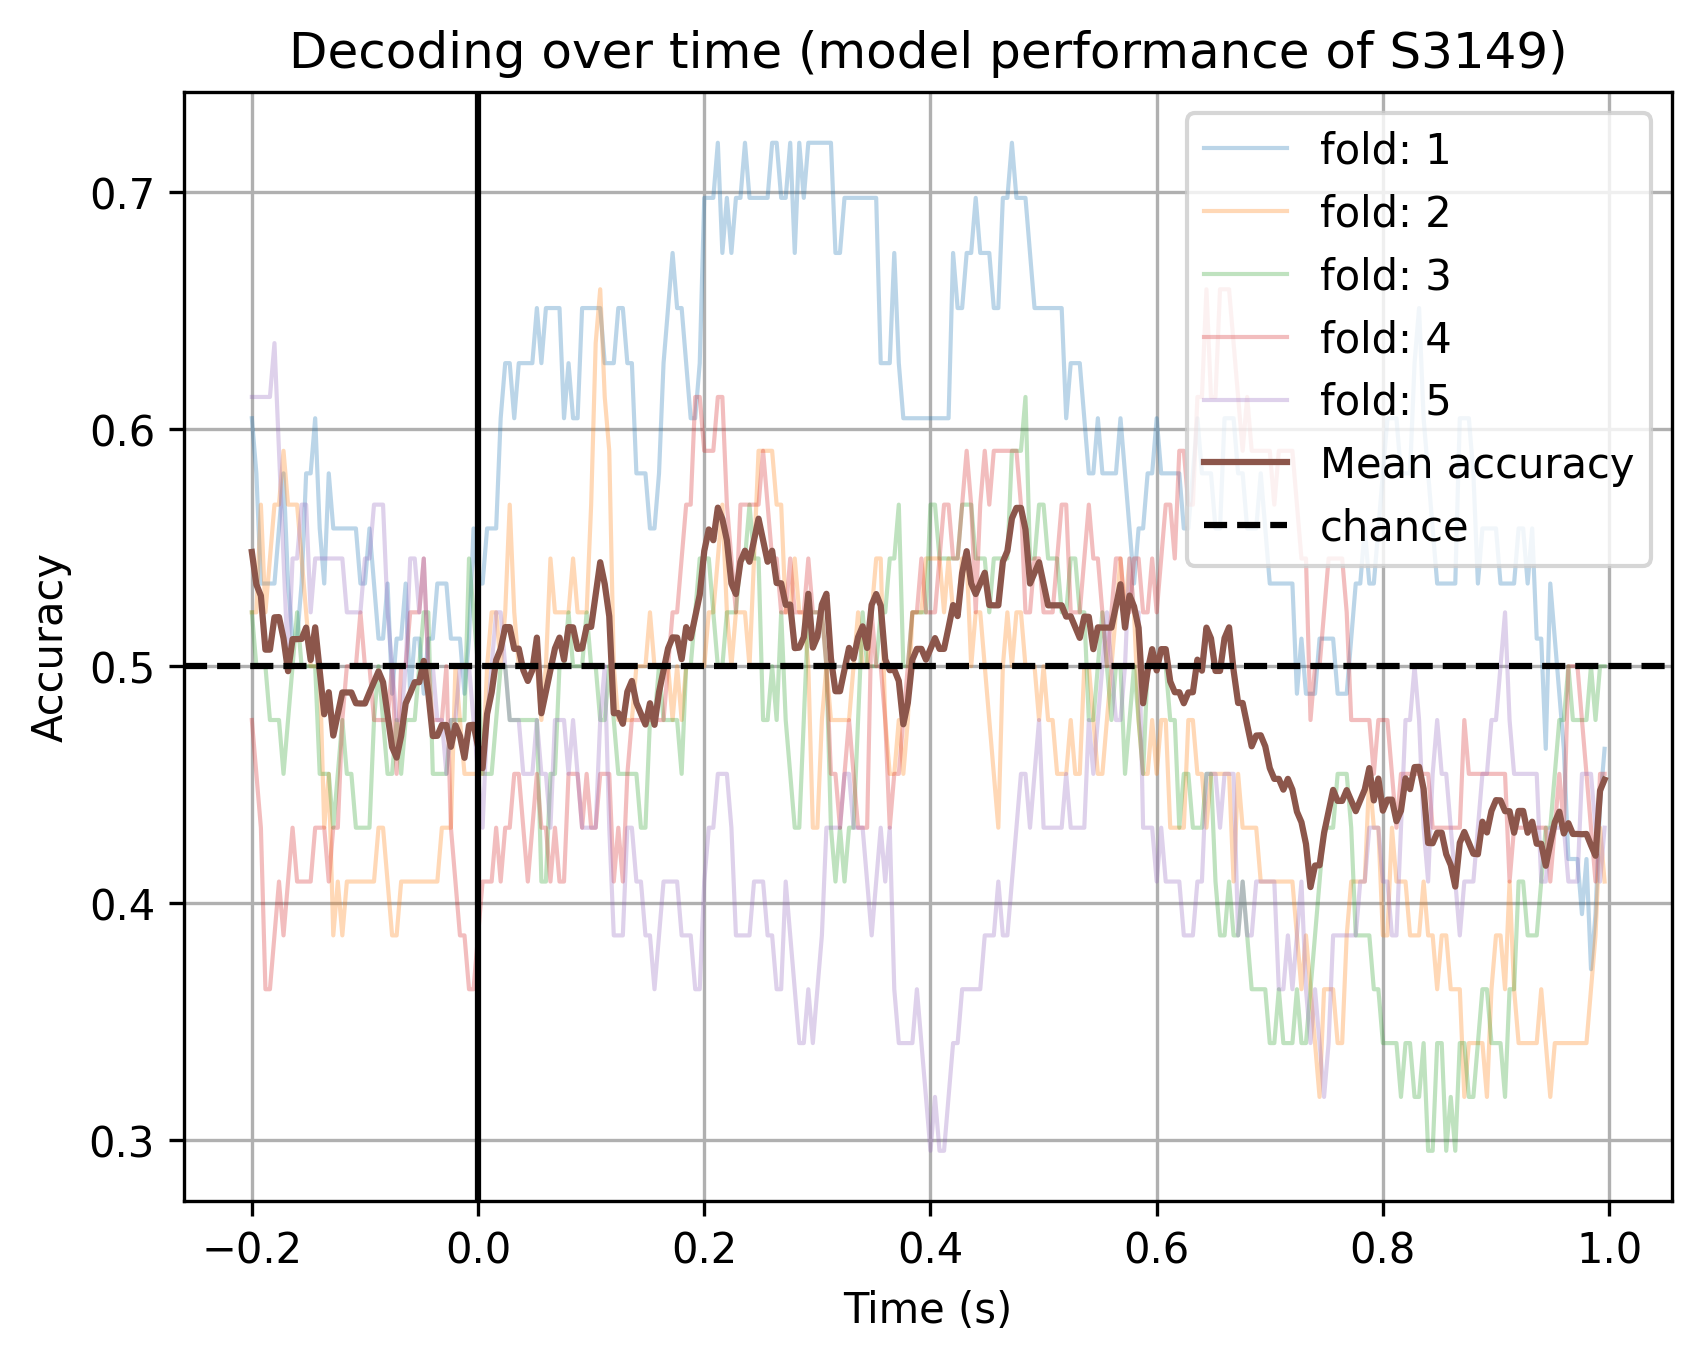 Decoding over time (model performance of S3149)
fold: 1
fold: 2
fold: 3
fold: 4
fold: 5
Mean accuracy
chance
Accuracy
0.7
0.6
0.5
0.4
0.3
−0.2 0.0 0.2 0.4 0.6 0.8 1.0
Time (s)